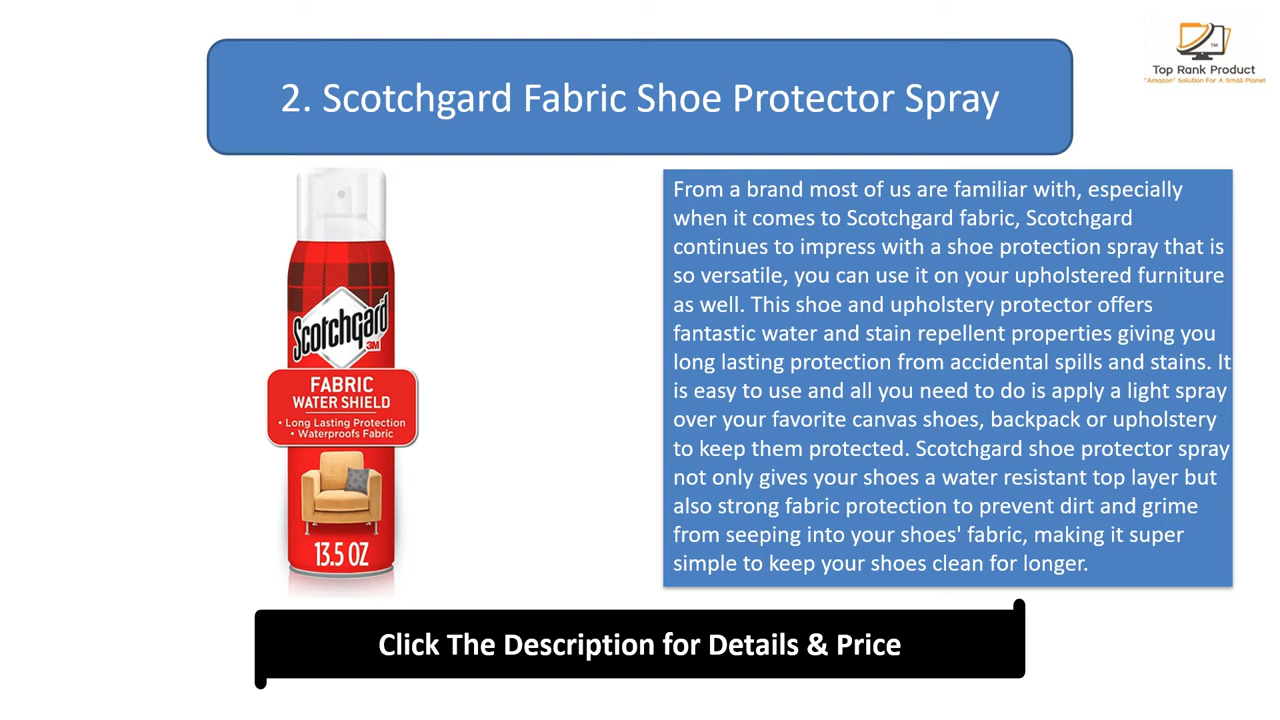 TM
Top Rank Product
"Amazon" Solution For A Small Planet
2. Scotchgard Fabric Shoe Protector Spray
Scotchgard
3M
FABRIC
WATER SHIELD
• Long Lasting Protection
• Waterproofs Fabric
13.5 OZ
From a brand most of us are familiar with, especially
when it comes to Scotchgard fabric, Scotchgard
continues to impress with a shoe protection spray that is
so versatile, you can use it on your upholstered furniture
as well. This shoe and upholstery protector offers
fantastic water and stain repellent properties giving you
long lasting protection from accidental spills and stains. It
is easy to use and all you need to do is apply a light spray
over your favorite canvas shoes, backpack or upholstery
to keep them protected. Scotchgard shoe protector spray
not only gives your shoes a water resistant top layer but
also strong fabric protection to prevent dirt and grime
from seeping into your shoes' fabric, making it super
simple to keep your shoes clean for longer.
Click The Description for Details & Price